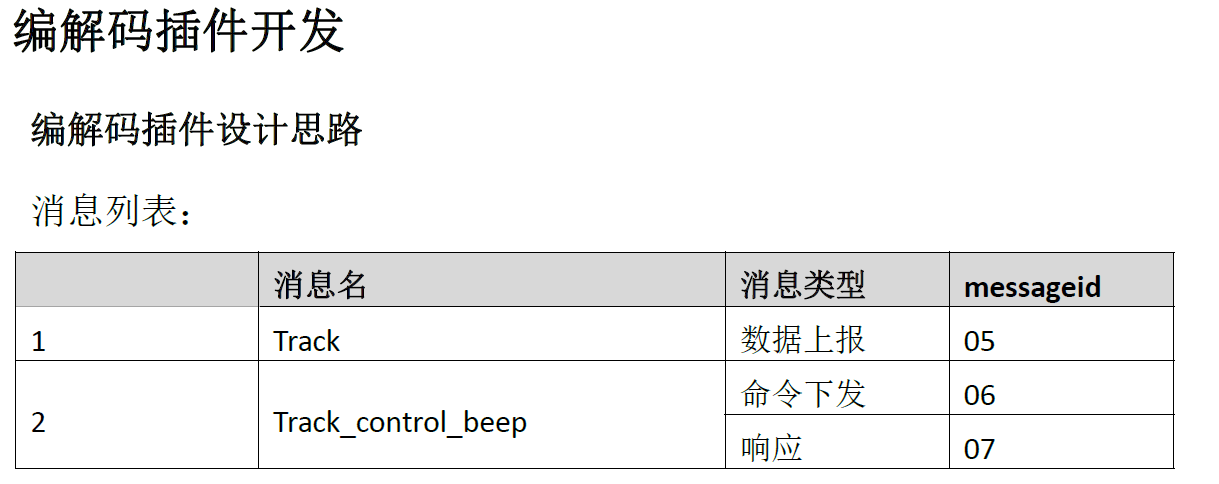 编解码插件开发
编解码插件设计思路
消息列表：
消息名 消息类型 messageid
1 Track 数据上报 05
2 Track_control_beep 命令下发 06
响应 07